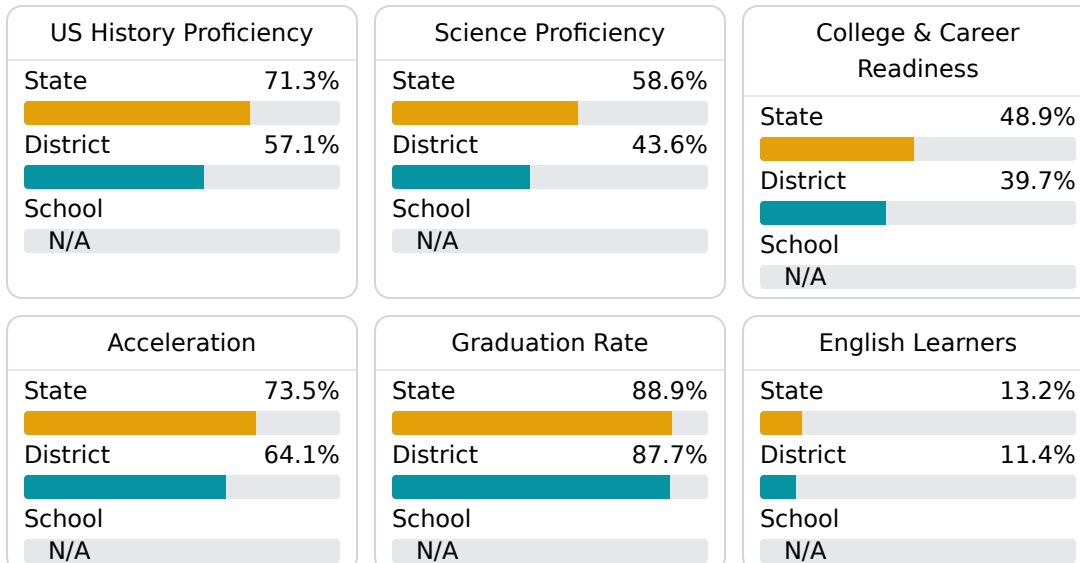 US History Proficiency
State 71.3%
District 57.1%
School
N/A
Science Proficiency
State 58.6%
District 43.6%
School
N/A
College & Career
Readiness
State 48.9%
District 39.7%
School
N/A
Acceleration
State 73.5%
District 64.1%
School
N/A
Graduation Rate
State 88.9%
District 87.7%
School
N/A
English Learners
State 13.2%
District 11.4%
School
N/A